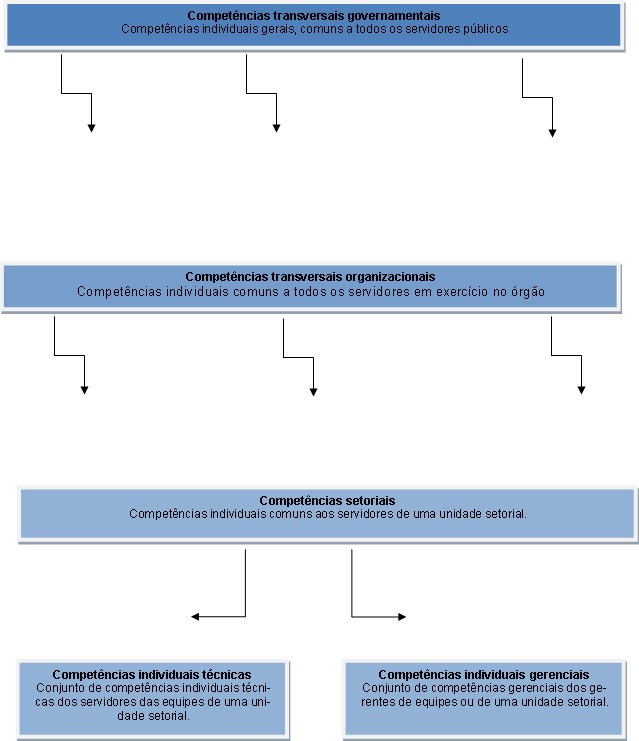 Competências transversais governamentais
Competências individuais gerais, comuns a todos os servidores públicos
Competências transversais organizacionais
Competências individuais comuns a todos os servidores em exercício no órgão
Competências setoriais
Competências individuais comuns aos servidores de uma unidade setorial.
Competências individuais técnicas
Conjunto de competências individuais técni-
cas dos servidores das equipes de uma uni-
dade setorial.
Competências individuais gerenciais
Conjunto de competências gerenciais dos ge-
rentes de equipes ou de uma unidade setorial.